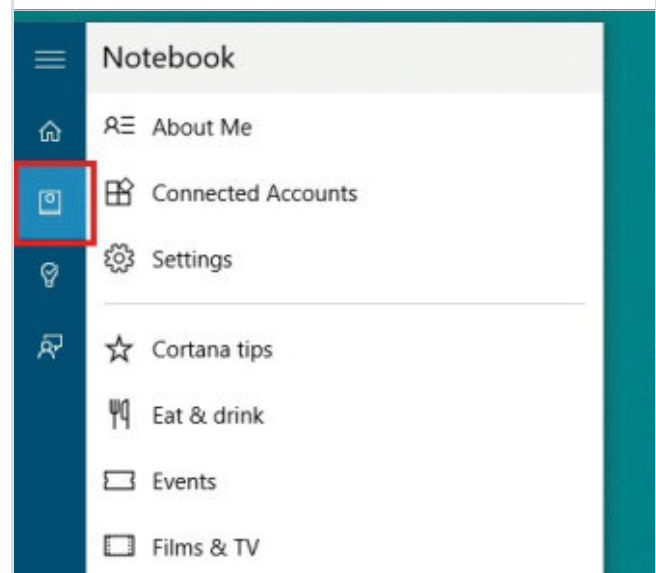 Notebook
About Me
Connected Accounts
Settings
Cortana tips
Eat & drink
Events
Films & TV